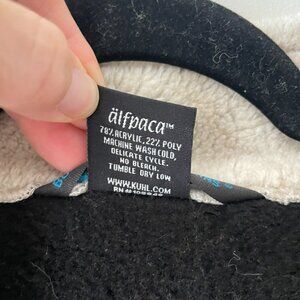 älfpaca™
78% ACRYLIC, 22% POLY
MACHINE WASH COLD,
DELICATE CYCLE.
NO BLEACH.
TUMBLE DRY LOW
WWW.KUHL.COM